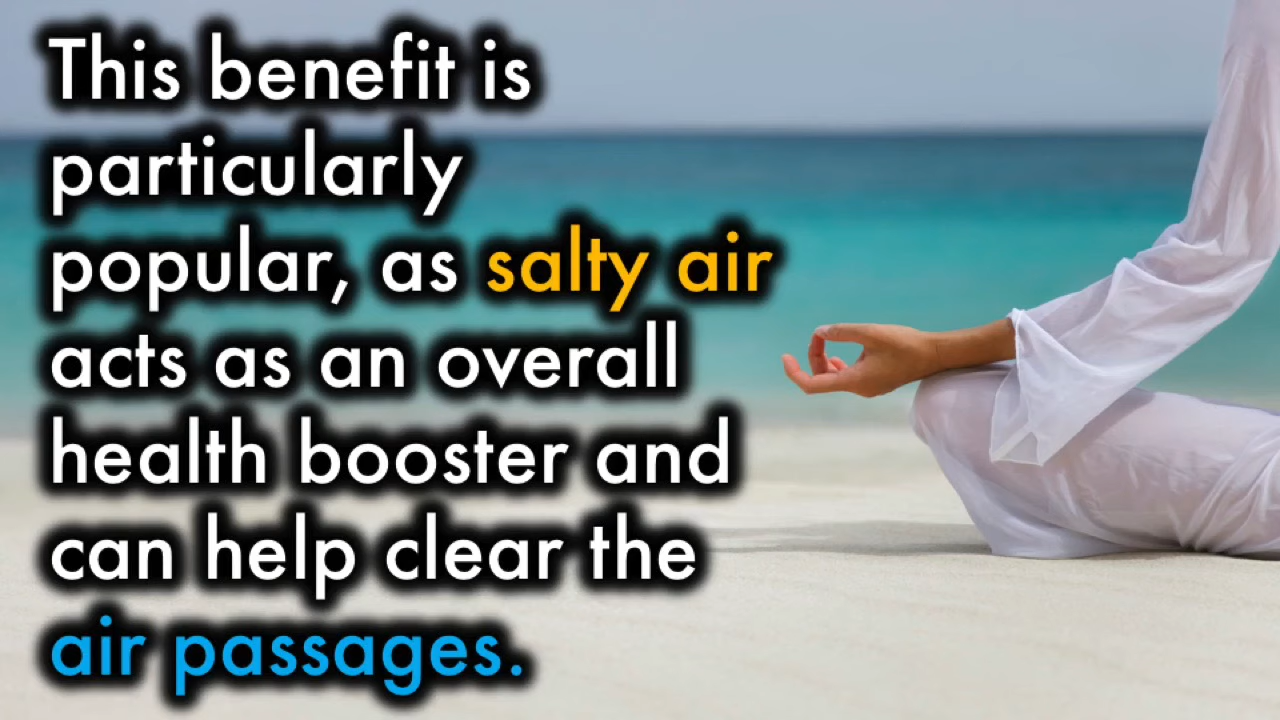 This benefit is
particularly
popular, as salty air
acts as an overall
health booster and
can help clear the
air passages.